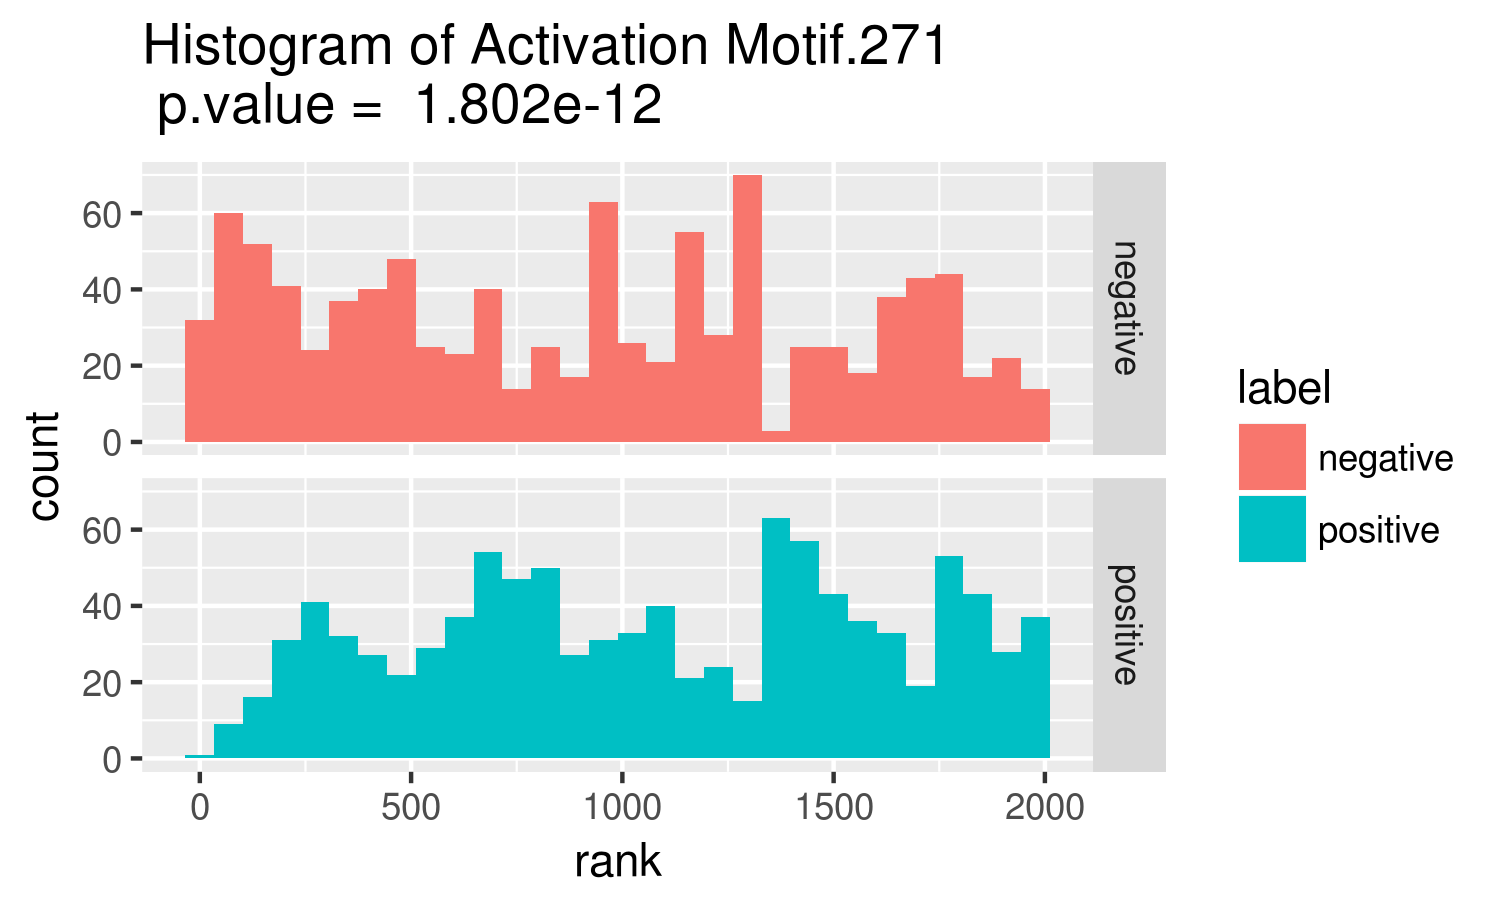 Histogram of Activation Motif.271
p.value = 1.802e-12
count
60
40
20
0
negative
60
40
20
0
positive
0 500 1000 1500 2000
rank
label
negative
positive